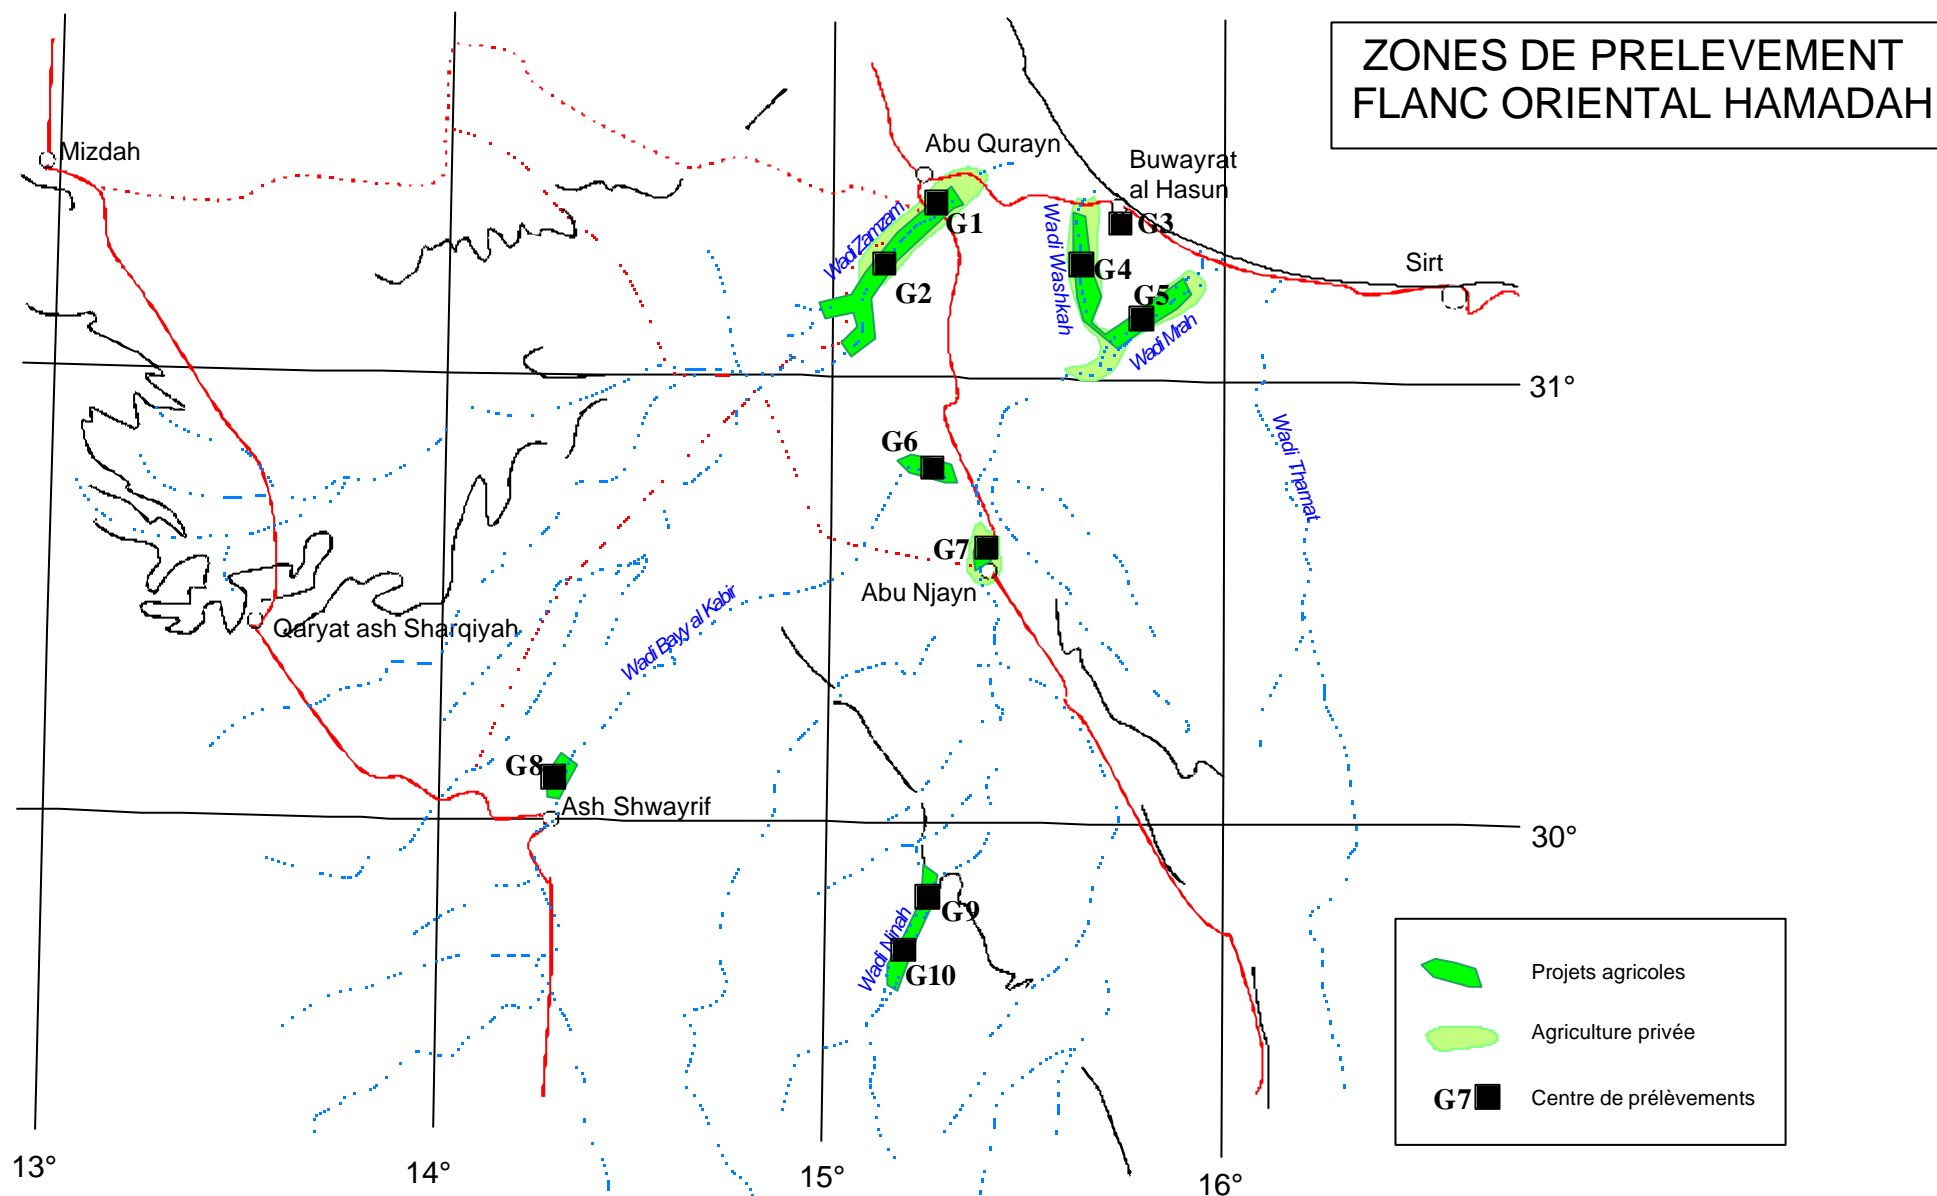 ZONES DE PRELEVEMENT
FLANC ORIENTAL HAMADAH
Mizdah
Abu Qurayn
Buwayrat
al Hasun
G1
G3
Wadi Zamzam
Wadi Washkah
G4
Sirt
G2
G5
Wadi Mrah
31°
G6
Wadi Thamat
G7
Abu Njayn
Qaryat ash Sharqiyah
Wadi Bayy al Kabir
G8
Ash Shwayrif
30°
G9
Wadi Ninah
G10
Projets agricoles
Agriculture privée
G7
Centre de prélèvements
13°
14°
15°
16°